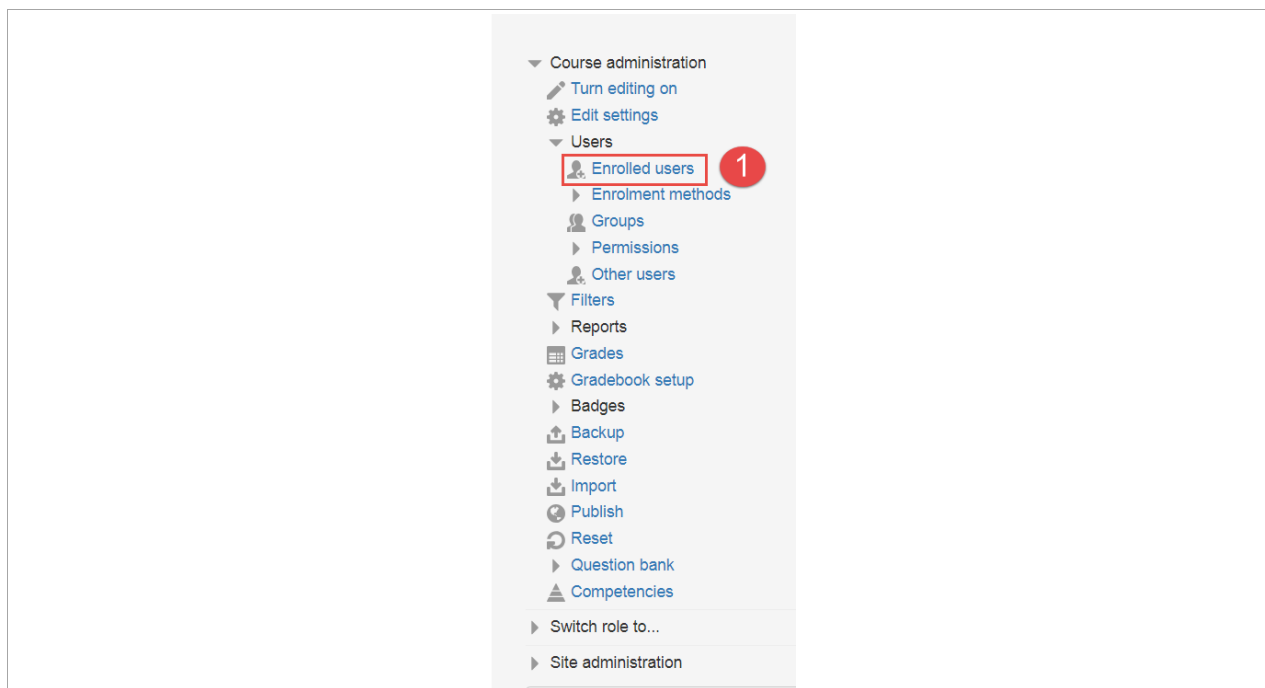 Course administration
Turn editing on
Edit settings
Users
Enrolled users 1
Enrolment methods
Groups
Permissions
Other users
Filters
Reports
Grades
Gradebook setup
Badges
Backup
Restore
Import
Publish
Reset
Question bank
Competencies
Switch role to...
Site administration